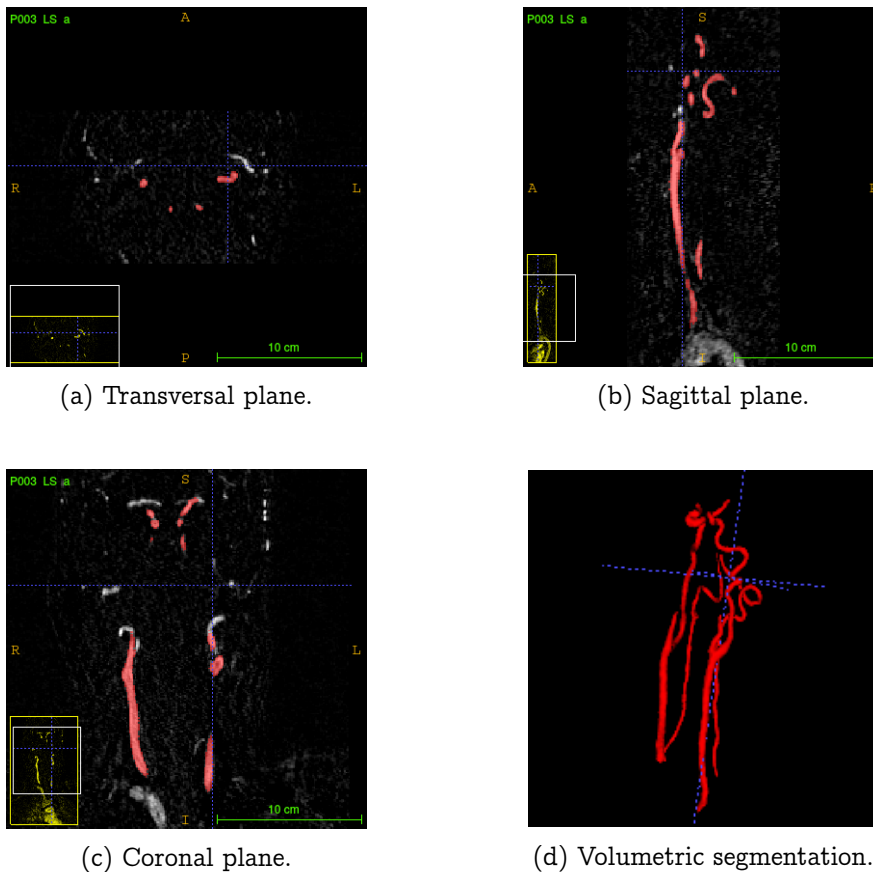 P003 LS a
A
R
L
P
10 cm
(a) Transversal plane.
P003 LS a
S
A
P
I
10 cm
(b) Sagittal plane.
P003 LS a
S
R
L
I
10 cm
(c) Coronal plane.
(d) Volumetric segmentation.